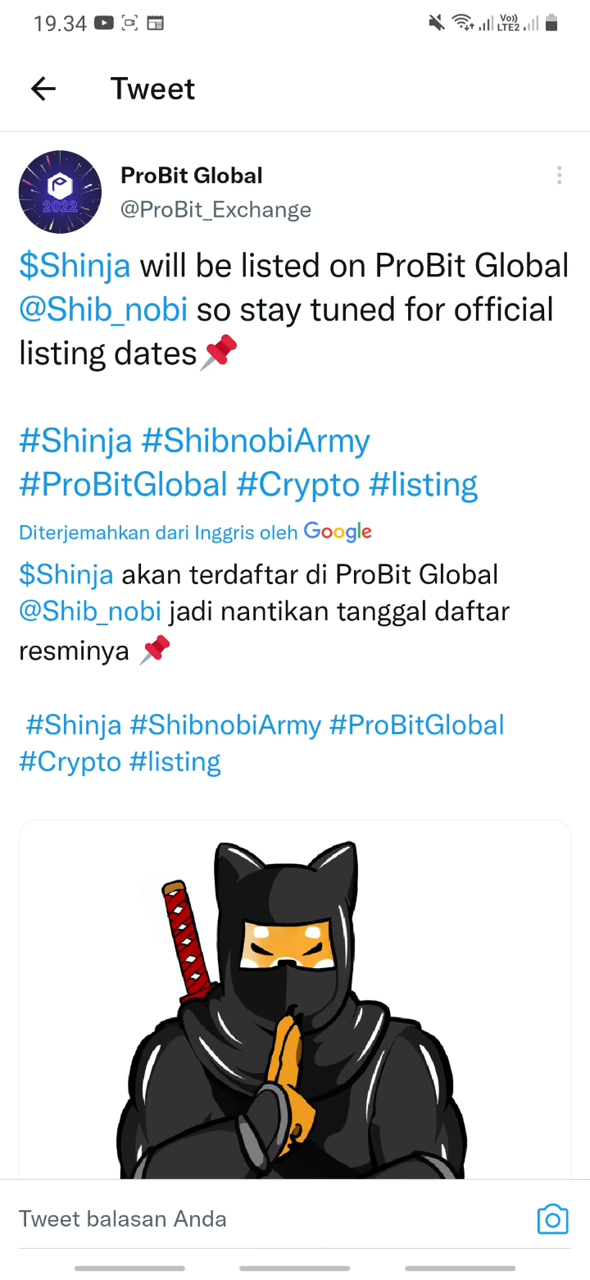 19.34
Vo))
LTE2
Tweet
ProBit Global
@ProBit_Exchange
2022
$Shinja will be listed on ProBit Global
@Shib_nobi so stay tuned for official
listing dates📌
#Shinja #ShibnobiArmy
#ProBitGlobal #Crypto #listing
Diterjemahkan dari Inggris oleh Google
$Shinja akan terdaftar di ProBit Global
@Shib_nobi jadi nantikan tanggal daftar
resminya 📌
#Shinja #ShibnobiArmy #ProBitGlobal
#Crypto #listing
Tweet balasan Anda